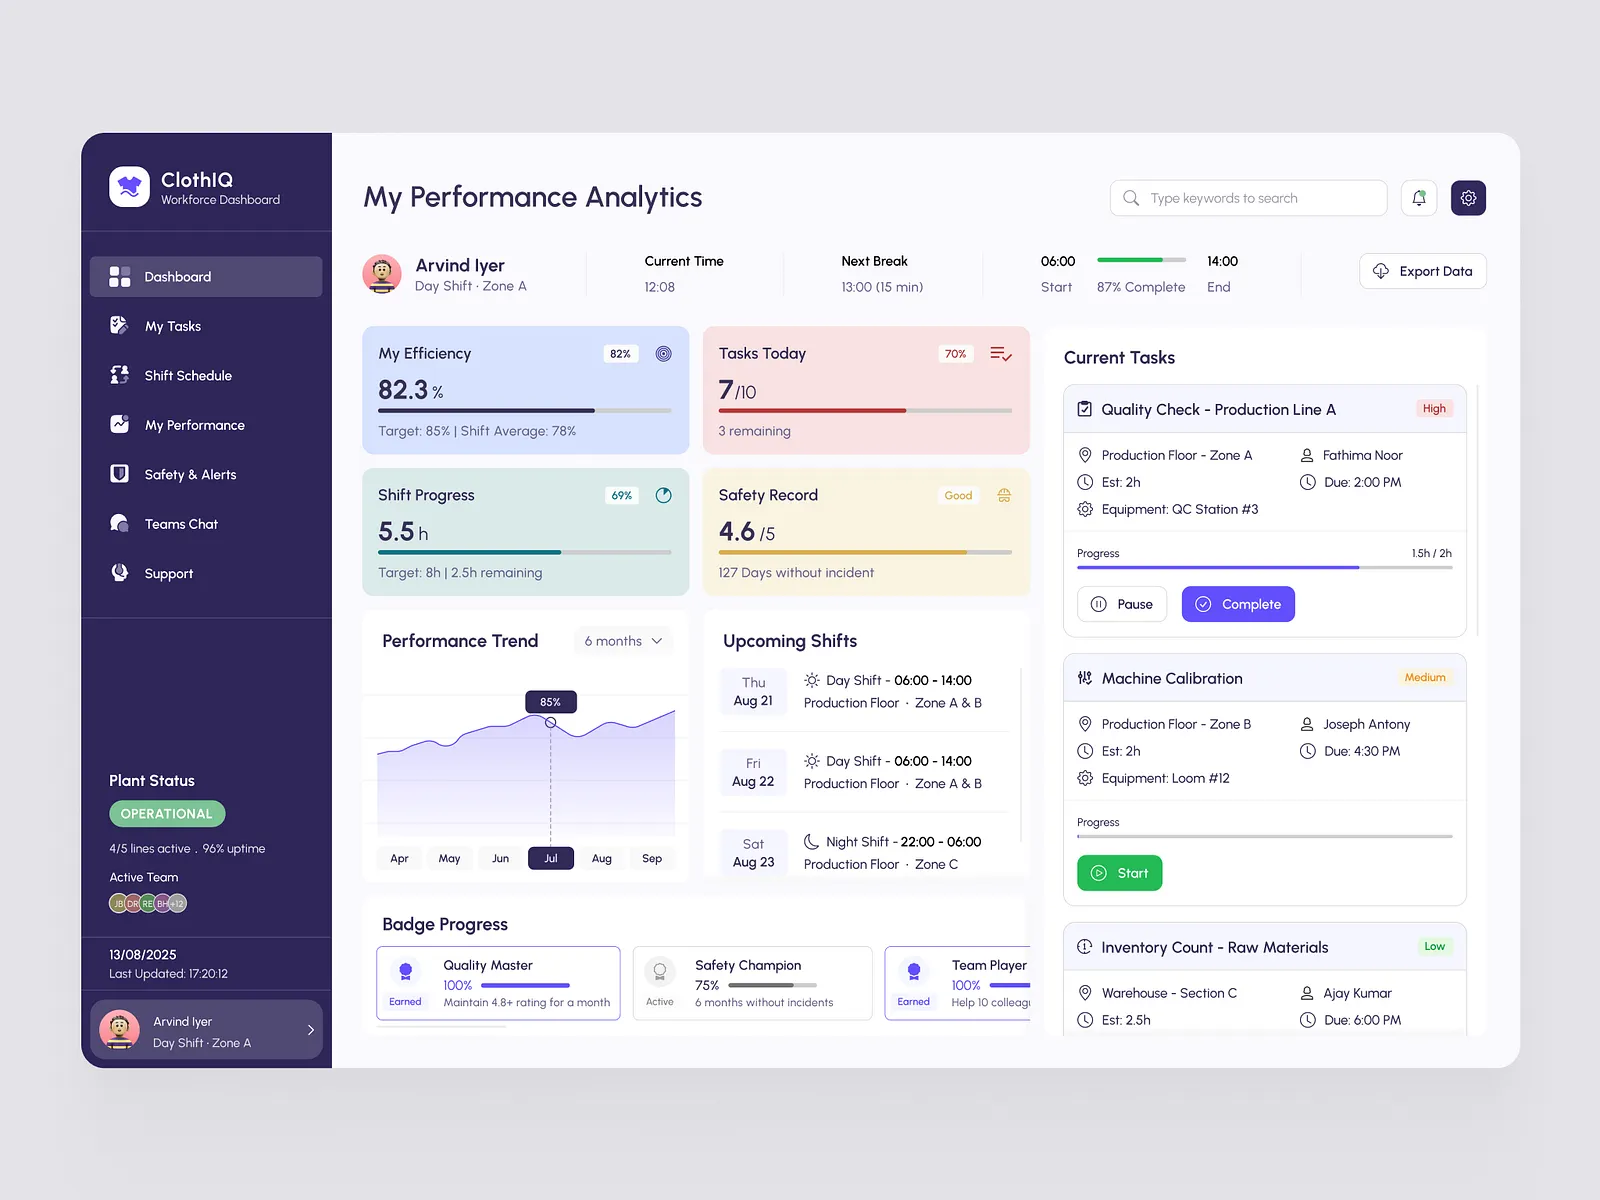 ClothIQ
Workforce Dashboard
Dashboard
My Tasks
Shift Schedule
My Performance
Safety & Alerts
Teams Chat
Support
Plant Status
OPERATIONAL
4/5 lines active . 96% uptime
Active Team
JB DR RE BH +12
13/08/2025
Last Updated: 17:20:12
Arvind Iyer
Day Shift · Zone A
My Performance Analytics
Type keywords to search
Arvind Iyer
Day Shift · Zone A
Current Time
12:08
Next Break
13:00 (15 min)
06:00 14:00
Start 87% Complete End
Export Data
My Efficiency 82%
82.3 %
Target: 85% | Shift Average: 78%
Tasks Today 70%
7/10
3 remaining
Shift Progress 69%
5.5 h
Target: 8h | 2.5h remaining
Safety Record Good
4.6 /5
127 Days without incident
Performance Trend 6 months
85%
Apr May Jun Jul Aug Sep
Upcoming Shifts
Thu
Aug 21
Day Shift - 06:00 - 14:00
Production Floor · Zone A & B
Fri
Aug 22
Day Shift - 06:00 - 14:00
Production Floor · Zone A & B
Sat
Aug 23
Night Shift - 22:00 - 06:00
Production Floor · Zone C
Badge Progress
Quality Master
100%
Earned
Maintain 4.8+ rating for a month
Safety Champion
75%
Active
6 months without incidents
Team Player
100%
Earned
Help 10
Current Tasks
Quality Check - Production Line A High
Production Floor - Zone A Fathima Noor
Est: 2h Due: 2:00 PM
Equipment: QC Station #3
Progress 1.5h / 2h
Pause Complete
Machine Calibration Medium
Production Floor - Zone B Joseph Antony
Est: 2h Due: 4:30 PM
Equipment: Loom #12
Progress
Start
Inventory Count - Raw Materials Low
Warehouse - Section C Ajay Kumar
Est: 2.5h Due: 6:00 PM